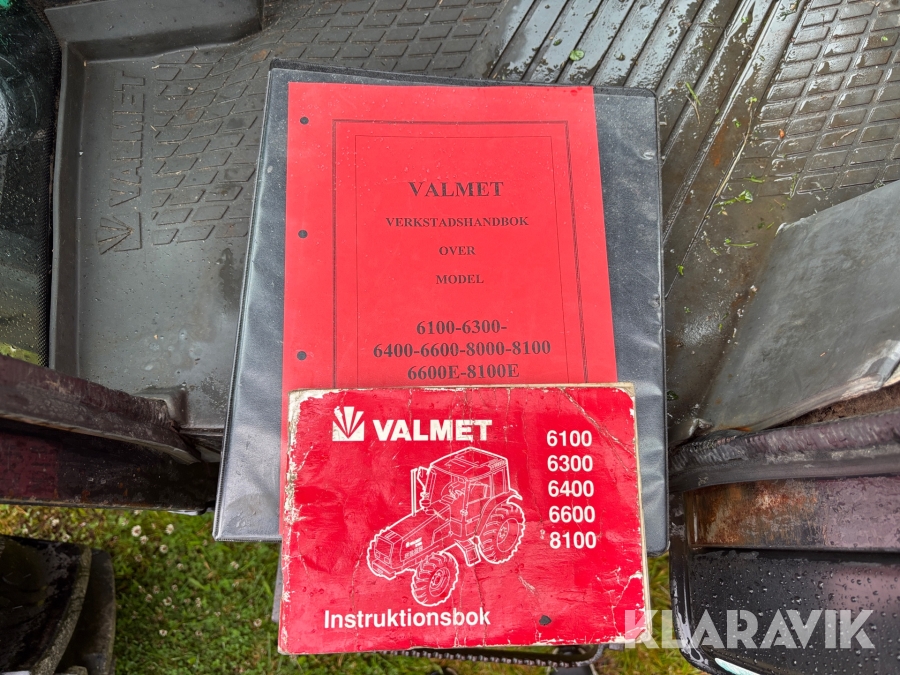 VALMET
VALMET
VERKSTADSHANDBOK
OVER
MODEL
6100-6300-
6400-6600-8000-8100
6600E-8100E
VALMET
6100
6300
6400
6600
8100
Instruktionsbok
KLARAVIK